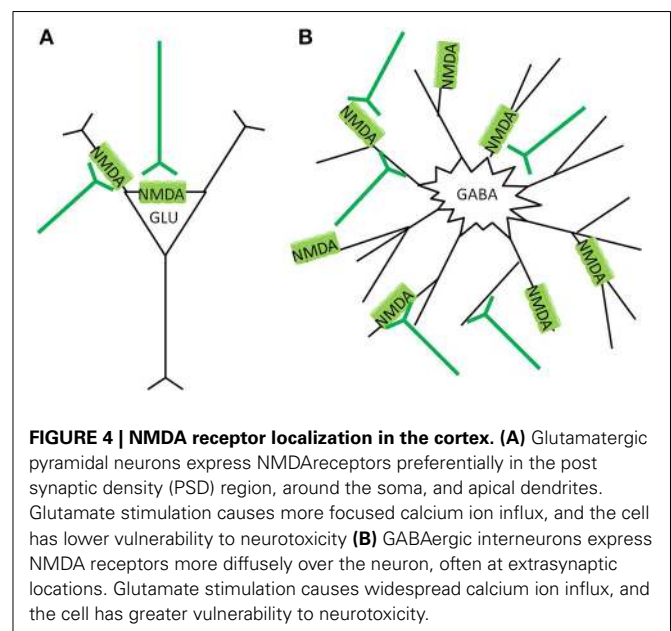 A
B
NMDA
NMDA
GLU
NMDA
NMDA
NMDA
GABA
NMDA
NMDA
NMDA
NMDA
FIGURE 4 | NMDA receptor localization in the cortex. (A) Glutamatergic
pyramidal neurons express NMDAreceptors preferentially in the post
synaptic density (PSD) region, around the soma, and apical dendrites.
Glutamate stimulation causes more focused calcium ion influx, and the cell
has lower vulnerability to neurotoxicity (B) GABAergic interneurons express
NMDA receptors more diffusely over the neuron, often at extrasynaptic
locations. Glutamate stimulation causes widespread calcium ion influx, and
the cell has greater vulnerability to neurotoxicity.